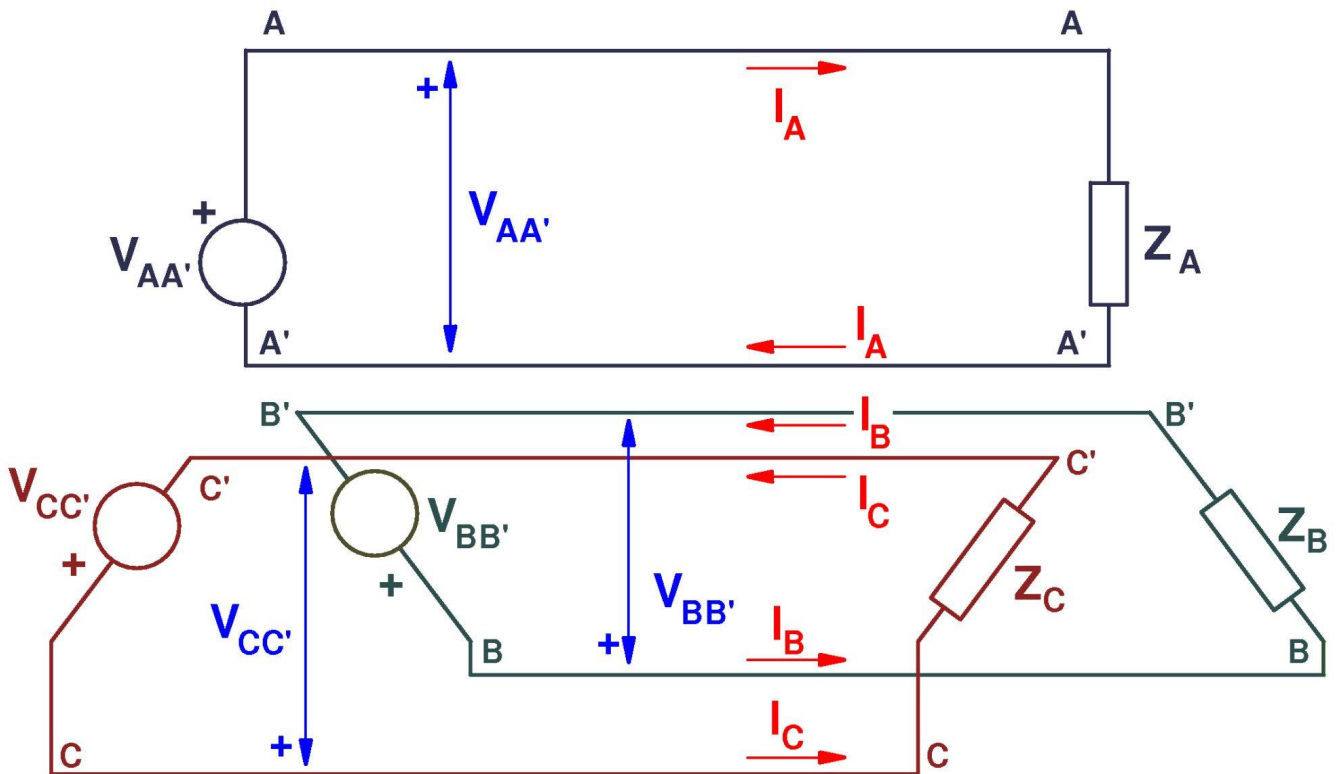 A A
+
I_A
+
V_AA'
V_AA'
Z_A
I_A
A' A'
B' B'
I_B
V_CC'
C' C'
I_C
V_BB'
Z_B
+
+
Z_C
V_BB'
V_CC'
I_B
+
B B
I_C
+
C C